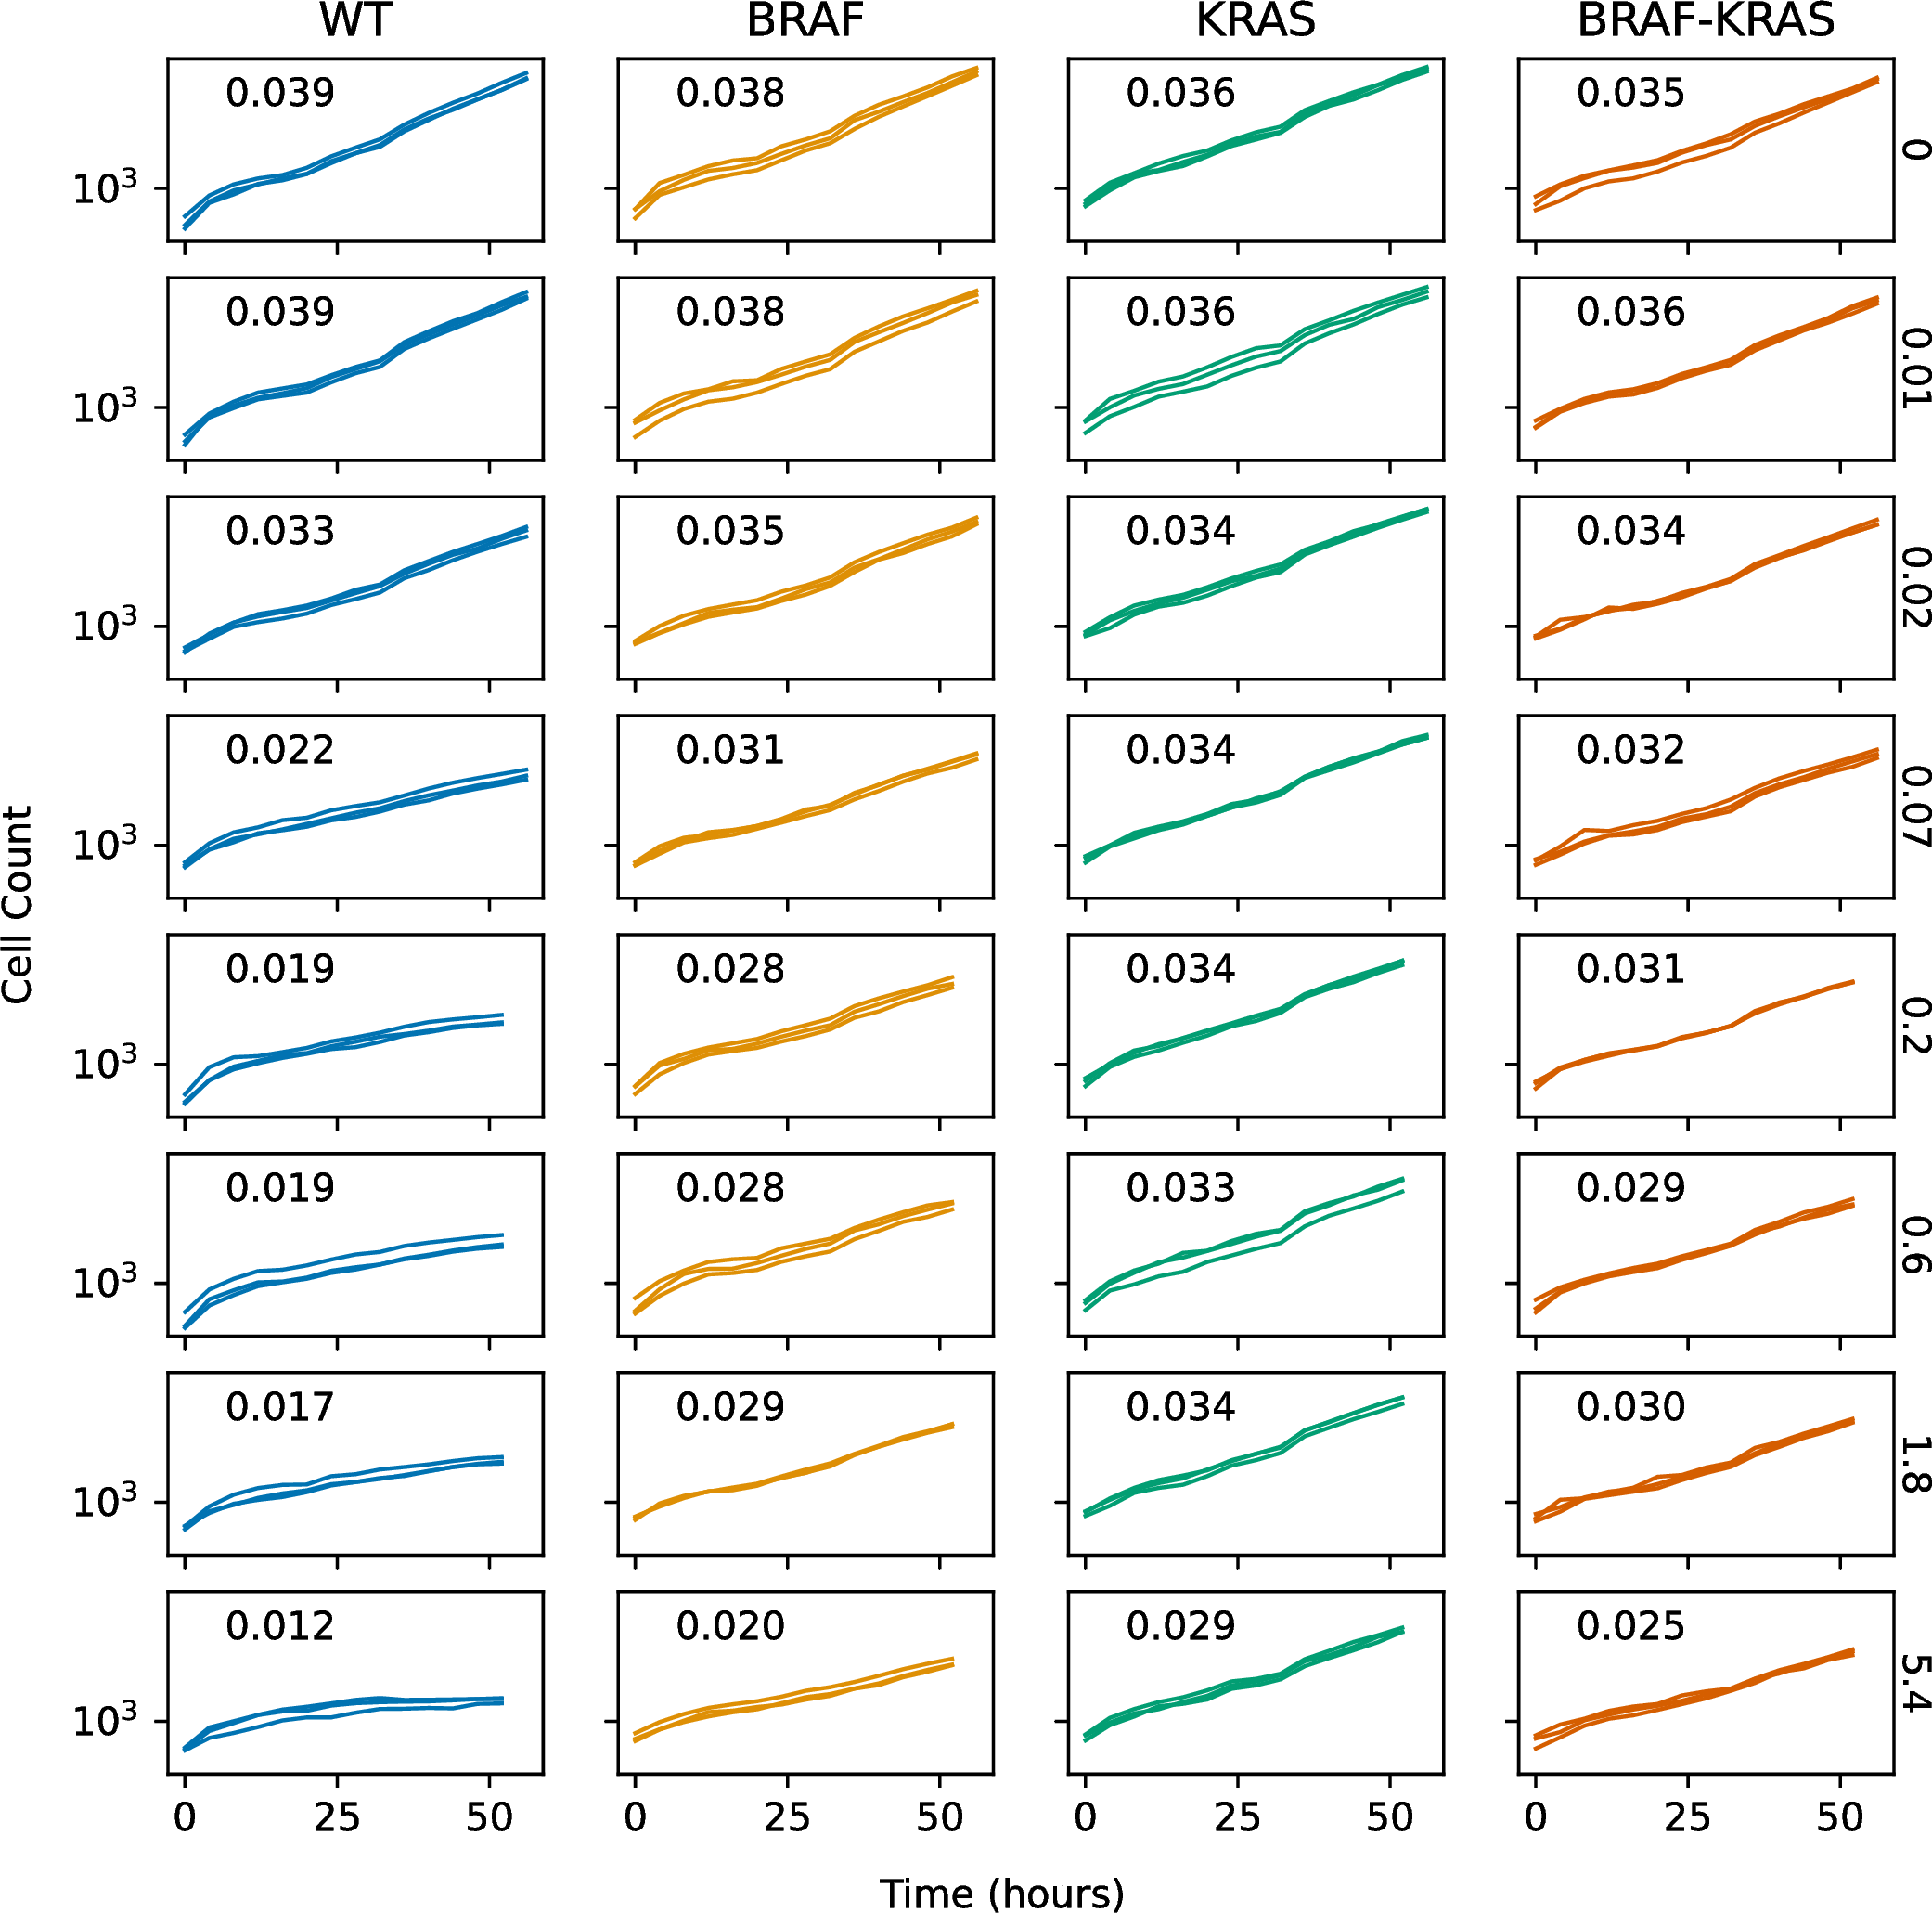 WT BRAF KRAS BRAF-KRAS
0.039 0.038 0.036 0.035
10³ 0
0.039 0.038 0.036 0.036
10³ 0.01
0.033 0.035 0.034 0.034
10³ 0.02
0.022 0.031 0.034 0.032
10³ 0.07
Cell Count
0.019 0.028 0.034 0.031
10³ 0.2
0.019 0.028 0.033 0.029
10³ 0.6
0.017 0.029 0.034 0.030
10³ 1.8
0.012 0.020 0.029 0.025
10³ 5.4
0 25 50 0 25 50 0 25 50 0 25 50
Time (hours)